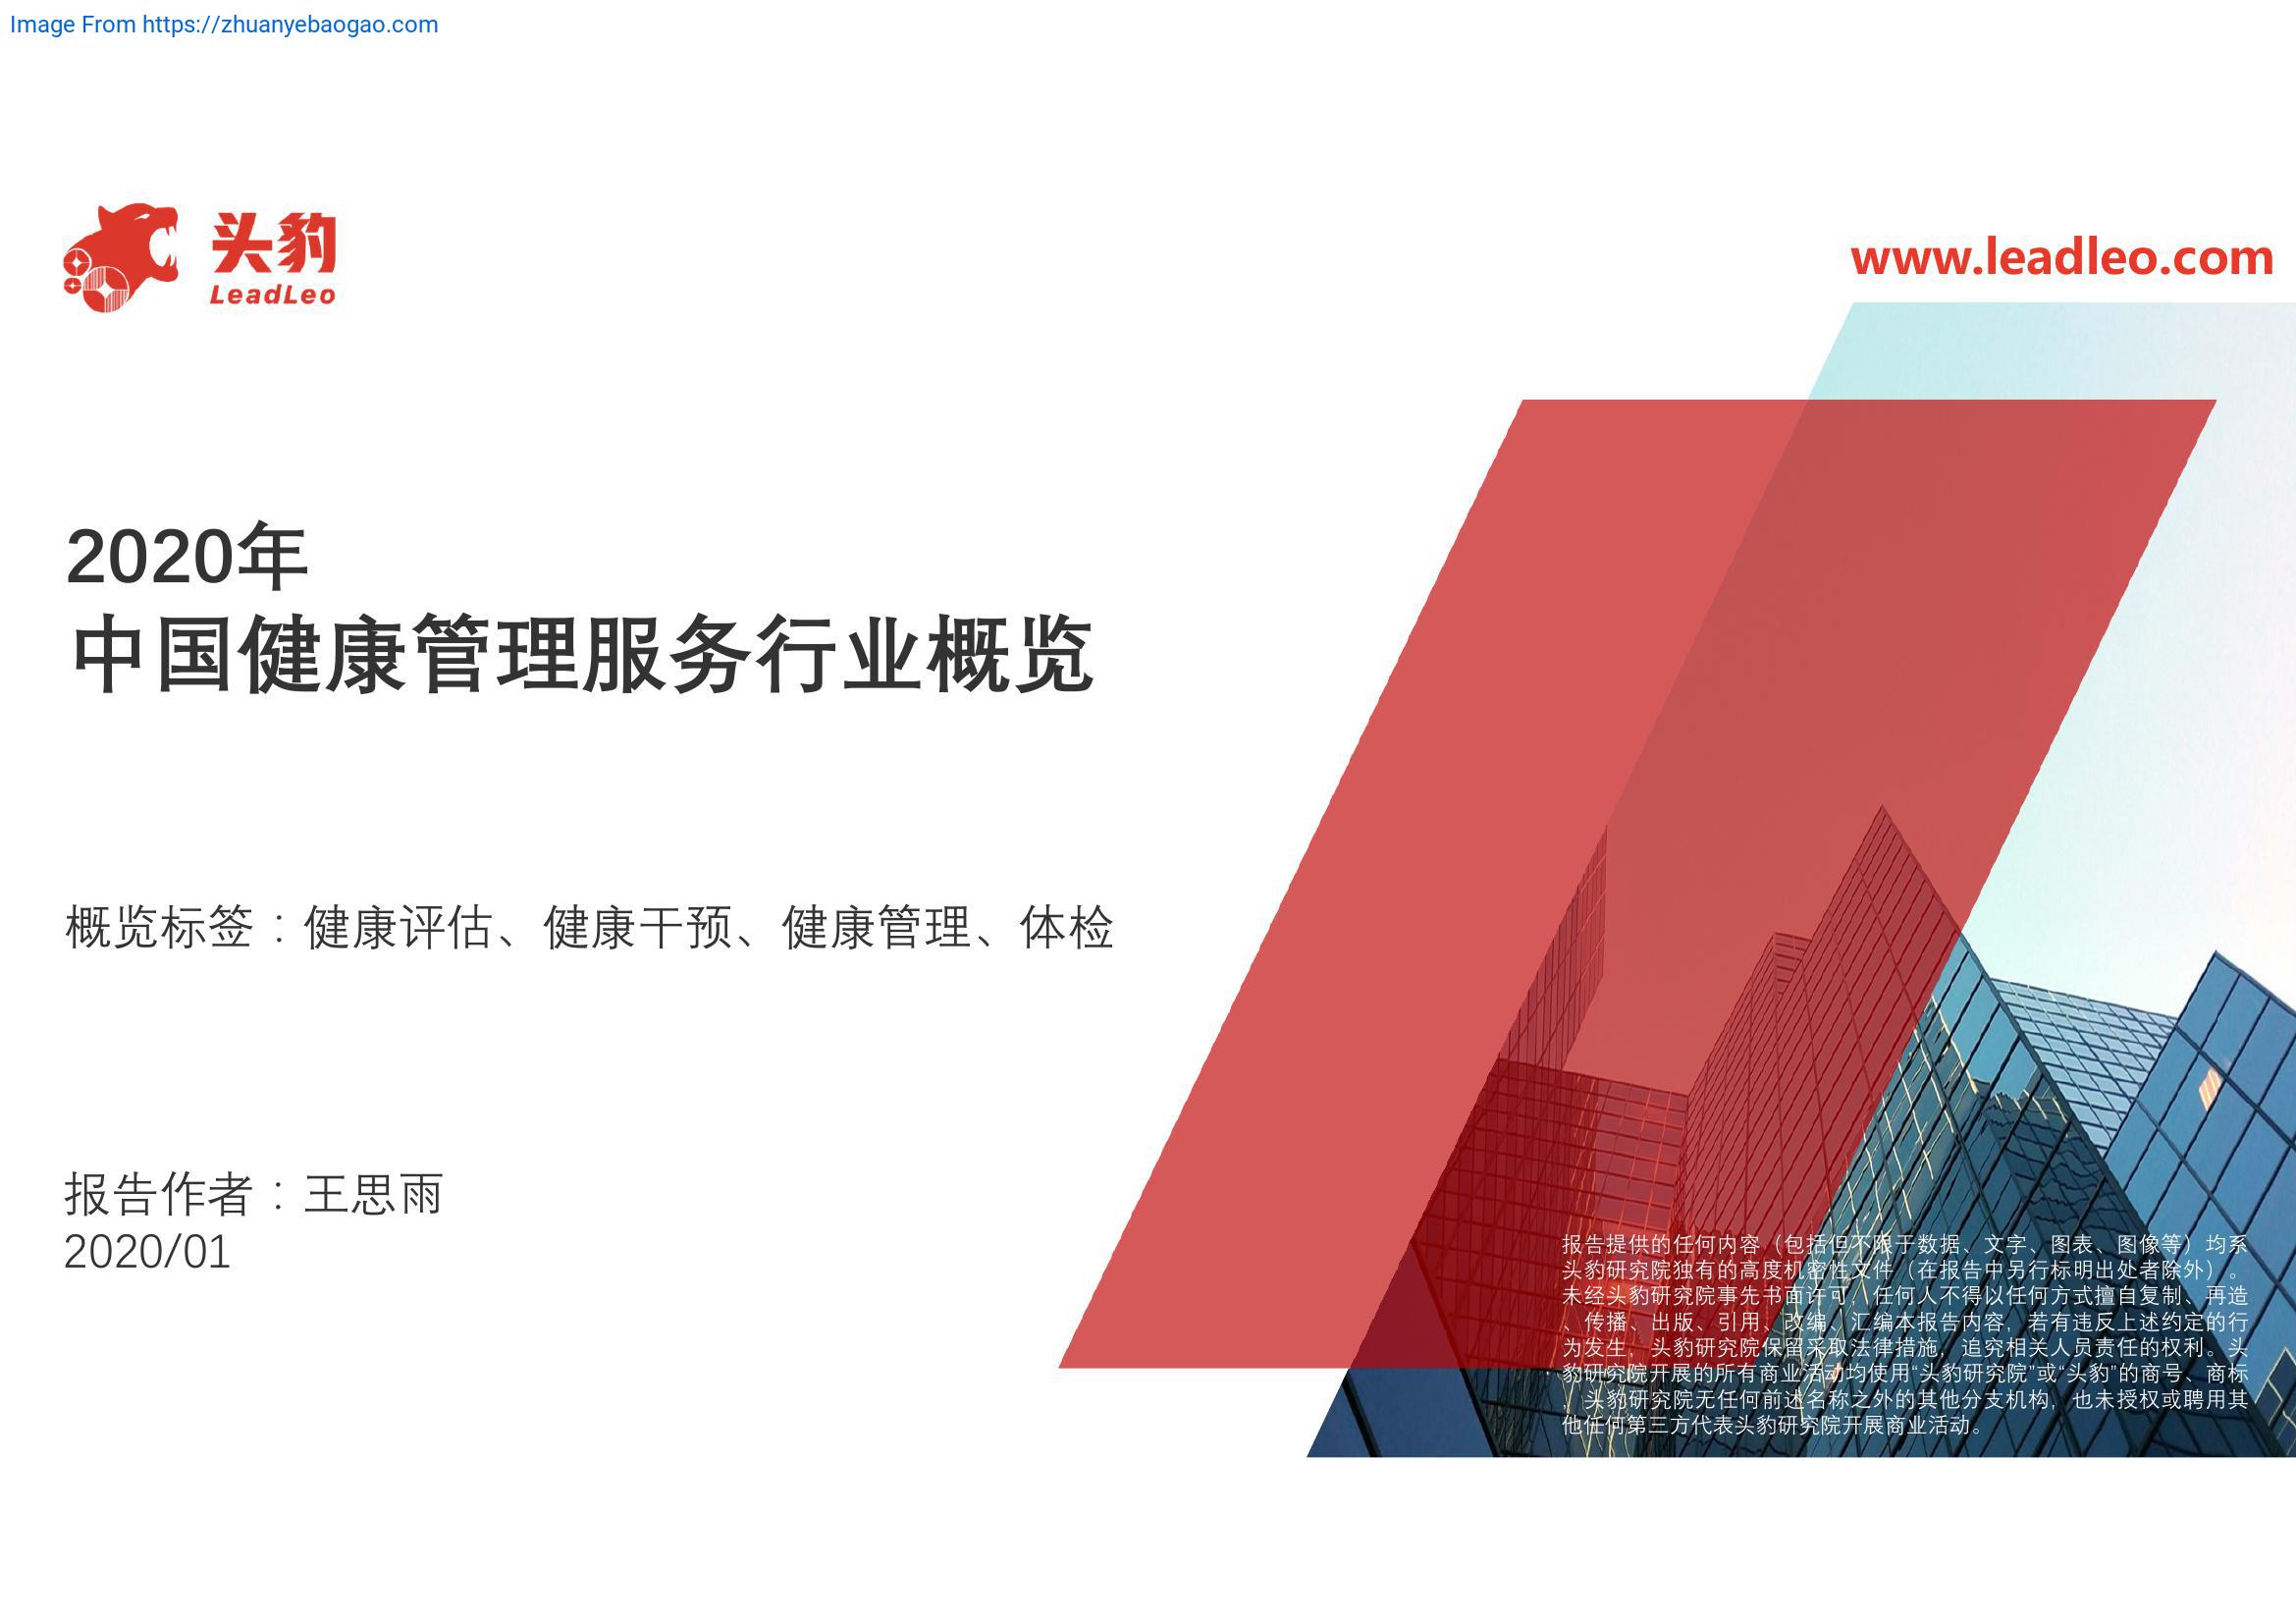 Image From https://zhuanyebaogao.com
头豹
LeadLeo
www.leadleo.com
2020年
中国健康管理服务行业概览
概览标签：健康评估、健康干预、健康管理、体检
报告作者：王思雨
2020/01
报告提供的任何内容（包括但不限于数据、文字、图表、图像等）均系
头豹研究院独有的高度机密性文件（在报告中另行标明出处者除外）。
未经头豹研究院事先书面许可，任何人不得以任何方式擅自复制、再造
、传播、出版、引用、改编、汇编本报告内容，若有违反上述约定的行
为发生，头豹研究院保留采取法律措施，追究相关人员责任的权利。头
豹研究院开展的所有商业活动均使用“头豹研究院”或“头豹”的商号、商标
，头豹研究院无任何前述名称之外的其他分支机构，也未授权或聘用其
他任何第三方代表头豹研究院开展商业活动。